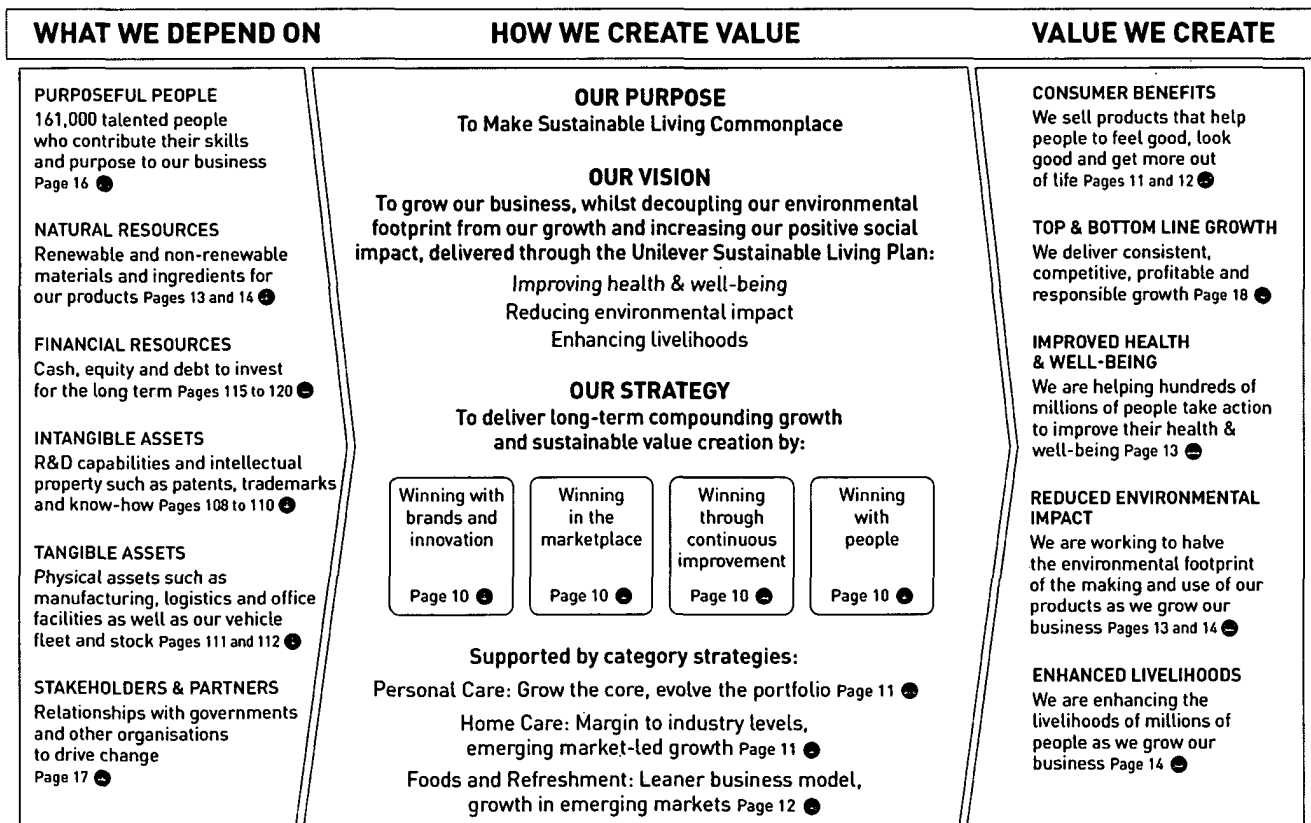 WHAT WE DEPEND ON
HOW WE CREATE VALUE
VALUE WE CREATE
PURPOSEFUL PEOPLE
161,000 talented people
who contribute their skills
and purpose to our business
Page 16
NATURAL RESOURCES
Renewable and non-renewable
materials and ingredients for
our products Pages 13 and 14
FINANCIAL RESOURCES
Cash, equity and debt to invest
for the long term Pages 115 to 120
INTANGIBLE ASSETS
R&D capabilities and intellectual
property such as patents, trademarks
and know-how Pages 108 to 110
TANGIBLE ASSETS
Physical assets such as
manufacturing, logistics and office
facilities as well as our vehicle
fleet and stock Pages 111 and 112
STAKEHOLDERS & PARTNERS
Relationships with governments
and other organisations
to drive change
Page 17
OUR PURPOSE
To Make Sustainable Living Commonplace
OUR VISION
To grow our business, whilst decoupling our environmental
footprint from our growth and increasing our positive social
impact, delivered through the Unilever Sustainable Living Plan:
Improving health & well-being
Reducing environmental impact
Enhancing livelihoods
OUR STRATEGY
To deliver long-term compounding growth
and sustainable value creation by:
Winning with
brands and
innovation
Page 10
Winning
in the
marketplace
Page 10
Winning
through
continuous
improvement
Page 10
Winning
with
people
Page 10
Supported by category strategies:
Personal Care: Grow the core, evolve the portfolio Page 11
Home Care: Margin to industry levels,
emerging market-led growth Page 11
Foods and Refreshment: Leaner business model,
growth in emerging markets Page 12
CONSUMER BENEFITS
We sell products that help
people to feel good, look
good and get more out
of life Pages 11 and 12
TOP & BOTTOM LINE GROWTH
We deliver consistent,
competitive, profitable and
responsible growth Page 18
IMPROVED HEALTH
& WELL-BEING
We are helping hundreds of
millions of people take action
to improve their health &
well-being Page 13
REDUCED ENVIRONMENTAL
IMPACT
We are working to halve
the environmental footprint
of the making and use of our
products as we grow our
business Pages 13 and 14
ENHANCED LIVELIHOODS
We are enhancing the
livelihoods of millions of
people as we grow our
business Page 14